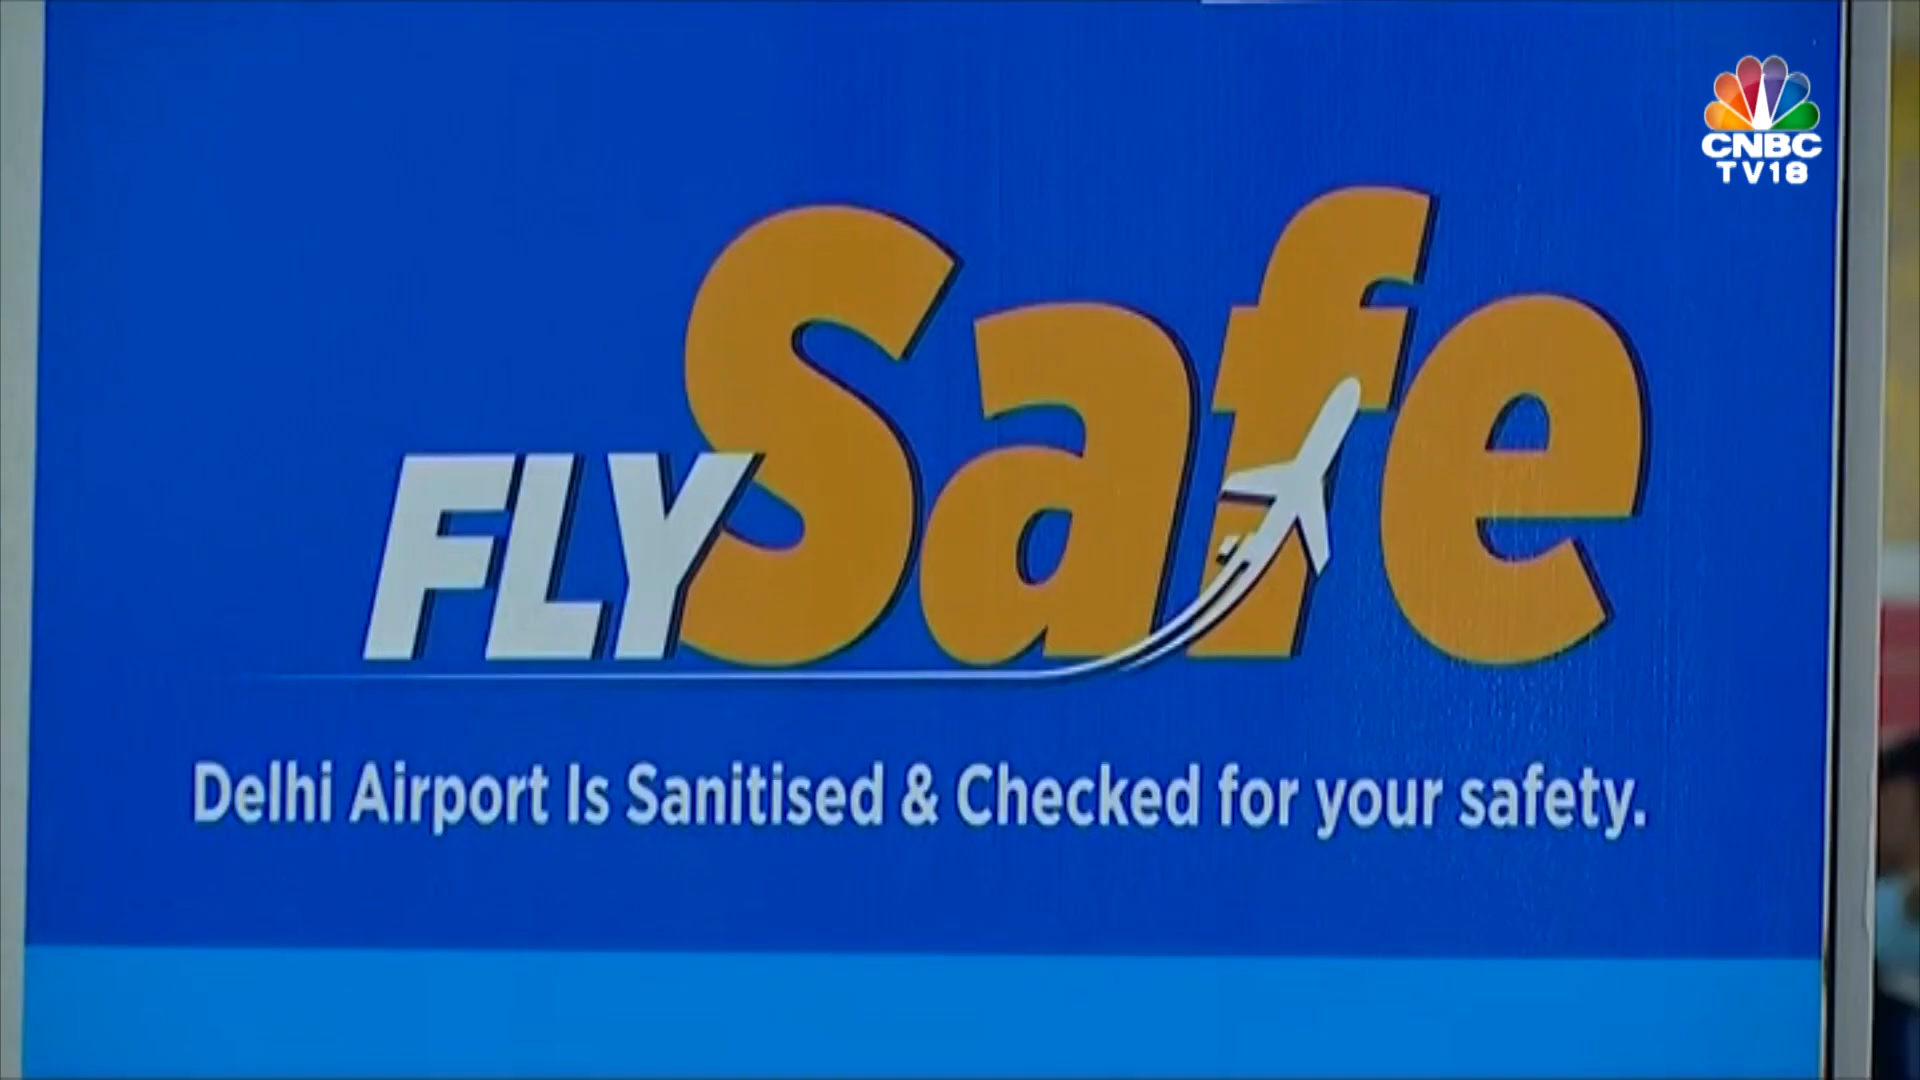 CNBC
TV18
FLY Safe
Delhi Airport Is Sanitised & Checked for your safety.